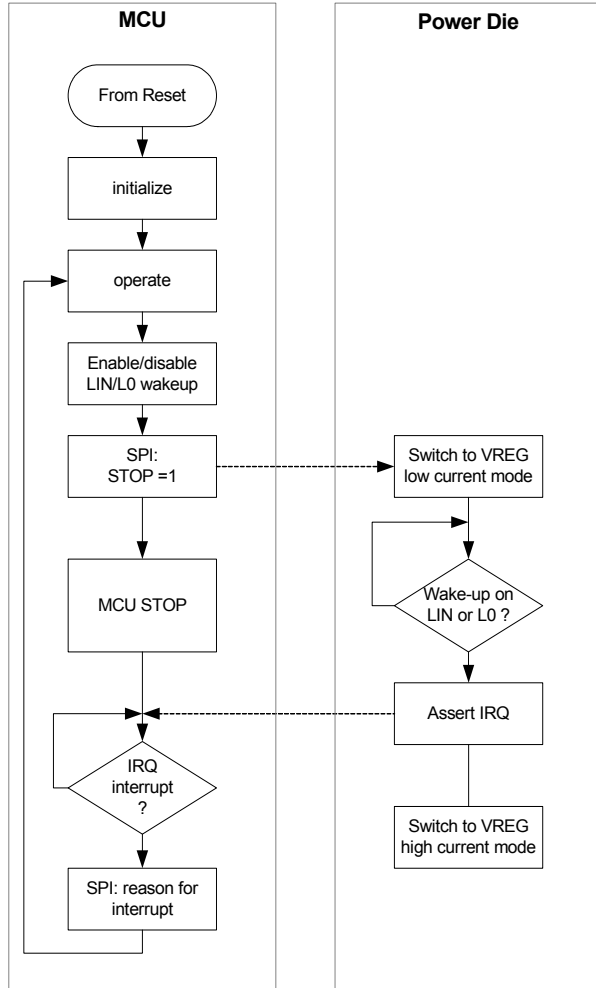 MCU
From Reset
initialize
operate
Enable/disable
LIN/L0 wakeup
SPI:
STOP =1
MCU STOP
IRQ
interrupt
?
SPI: reason for
interrupt
Power Die
Switch to VREG
low current mode
Wake-up on
LIN or L0 ?
Assert IRQ
Switch to VREG
high current mode